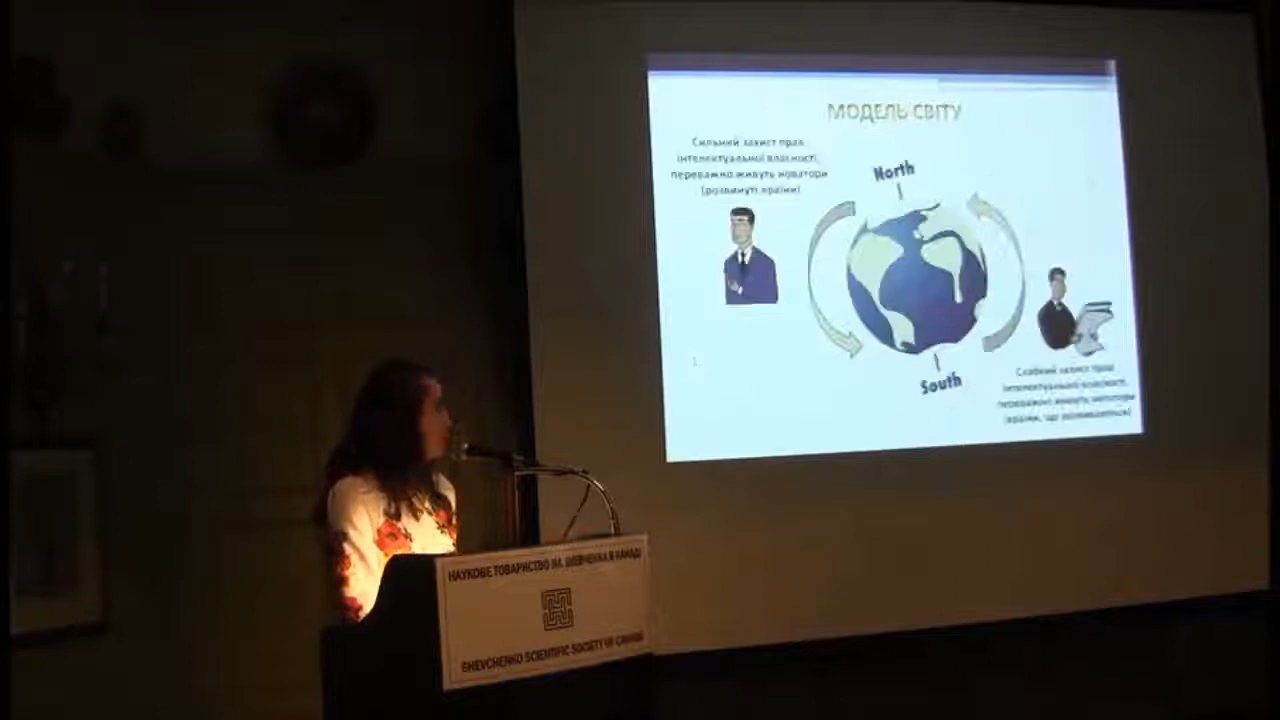 МОДЕЛЬ СВІТУ
Сильний захист прав
інтелектуальної власності,
переважно живуть новатори
(розвинуті країни)
North
South
Слабкий захист прав
інтелектуальної власності,
переважно живуть імітатори
(країни, що розвиваються)
НАУКОВЕ ТОВАРИСТВО ІМ. ШЕВЧЕНКА В КАНАДІ
SHEVCHENKO SCIENTIFIC SOCIETY OF CANADA